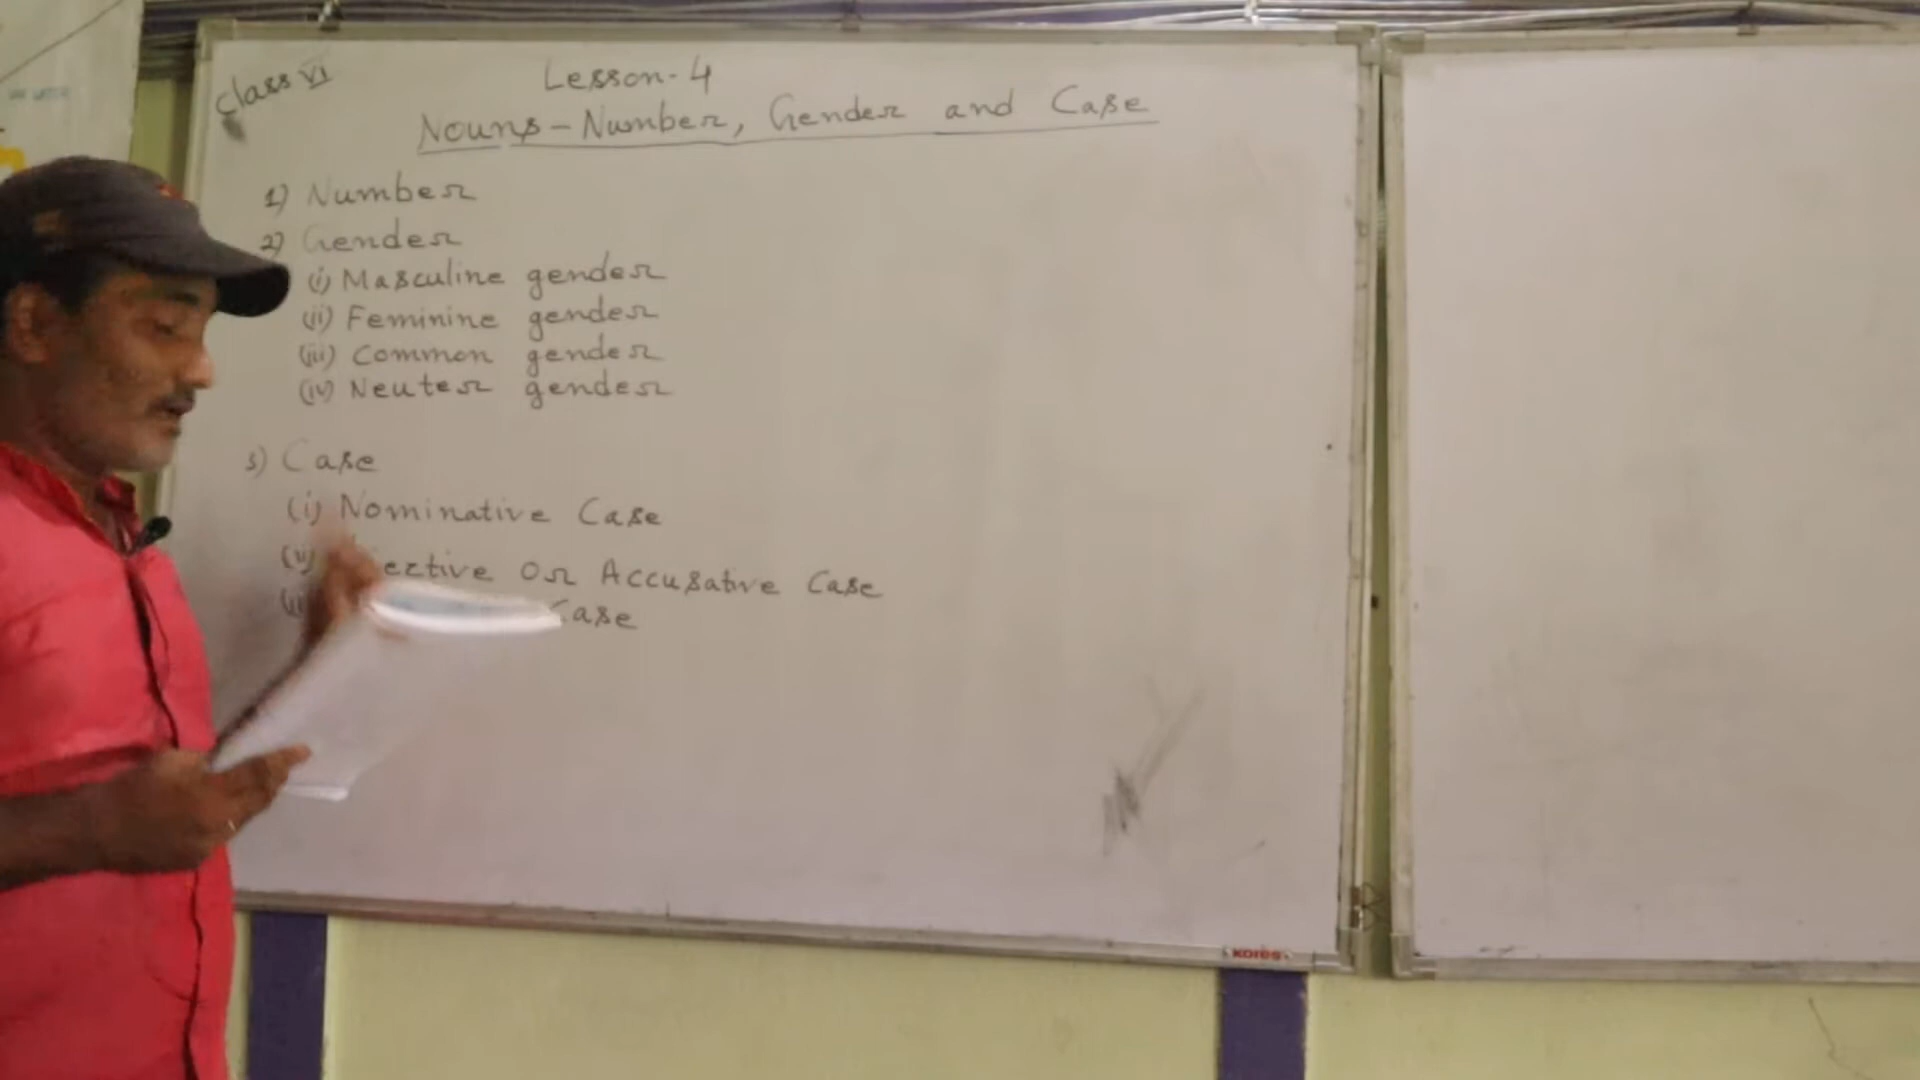 Class VI
Lesson-4
Nouns-Number, Gender and Case
1) Number
2) Gender
(i) Masculine gender
(ii) Feminine gender
(iii) Common gender
(iv) Neuter gender
3) Case
(i) Nominative Case
(ii) Or Accusative Case
Case
kores